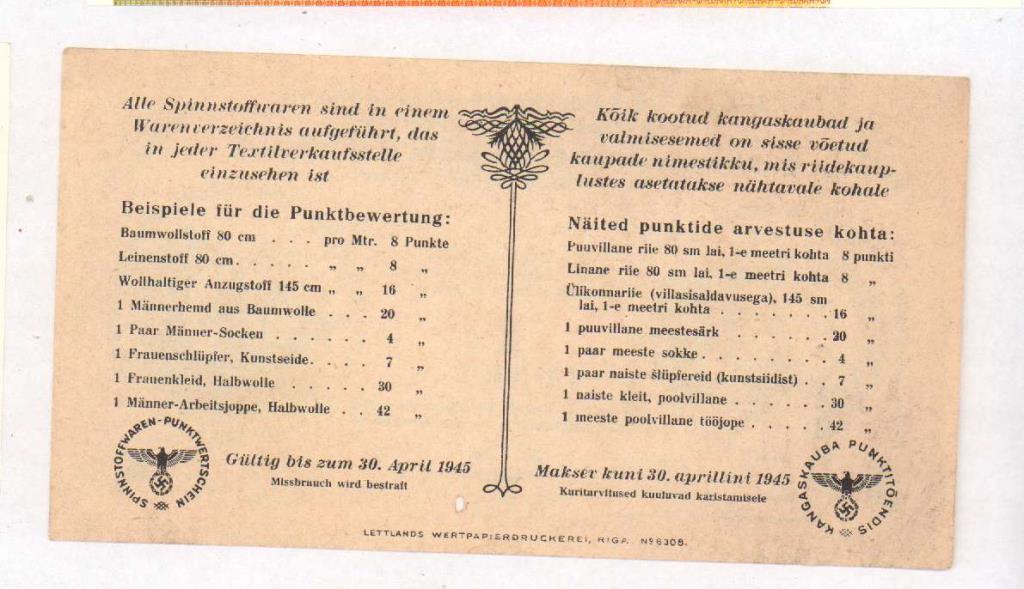 Alle Spinnstoffwaren sind in einem
Warenverzeichnis aufgeführt, das
in jeder Textilverkaufsstelle
einzusehen ist
Beispiele für die Punktbewertung:
Baumwollstoff 80 cm . . . pro Mtr. 8 Punkte
Leinenstoff 80 cm . . . . . „ „ 8 „
Wollhaltiger Anzugstoff 145 cm „ „ 16 „
1 Männerhemd aus Baumwolle . . . 20 „
1 Paar Männer-Socken . . . . . 4 „
1 Frauenschlüpfer, Kunstseide . . . . 7 „
1 Frauenkleid, Halbwolle . . . . . 30 „
1 Männer-Arbeitsjoppe, Halbwolle . . 42 „
SPINNSTOFFWAREN-PUNKTWERTSCHEIN
Gültig bis zum 30. April 1945
Missbrauch wird bestraft
Kõik kootud kangaskaubad ja
valmisesemed on sisse võetud
kaupade nimestikku, mis riidekaup-
lustes asetatakse nähtavale kohale
Näited punktide arvestuse kohta:
Puuvillane riie 80 sm lai, 1-e meetri kohta 8 punkti
Linane riie 80 sm lai, 1-e meetri kohta 8 „
Ülikonnariie (villasisaldavusega), 145 sm
lai, 1-e meetri kohta . . . . . . . 16 „
1 puuvillane meestesärk . . . . . . 20 „
1 paar meeste sokke . . . . . . . . 4 „
1 paar naiste šlüpfereid (kunstsiidist) . . 7 „
1 naiste kleit, poolvillane . . . . . . 30 „
1 meeste poolvillane tööjope . . . . . 42 „
Maksev kuni 30. aprillini 1945
Kuritarvitused kuuluvad karistamisele
KANGASKAUBA PUNKTITÕENDIS
LETTLANDS WERTPAPIERDRUCKEREI, RIGA. №6308.